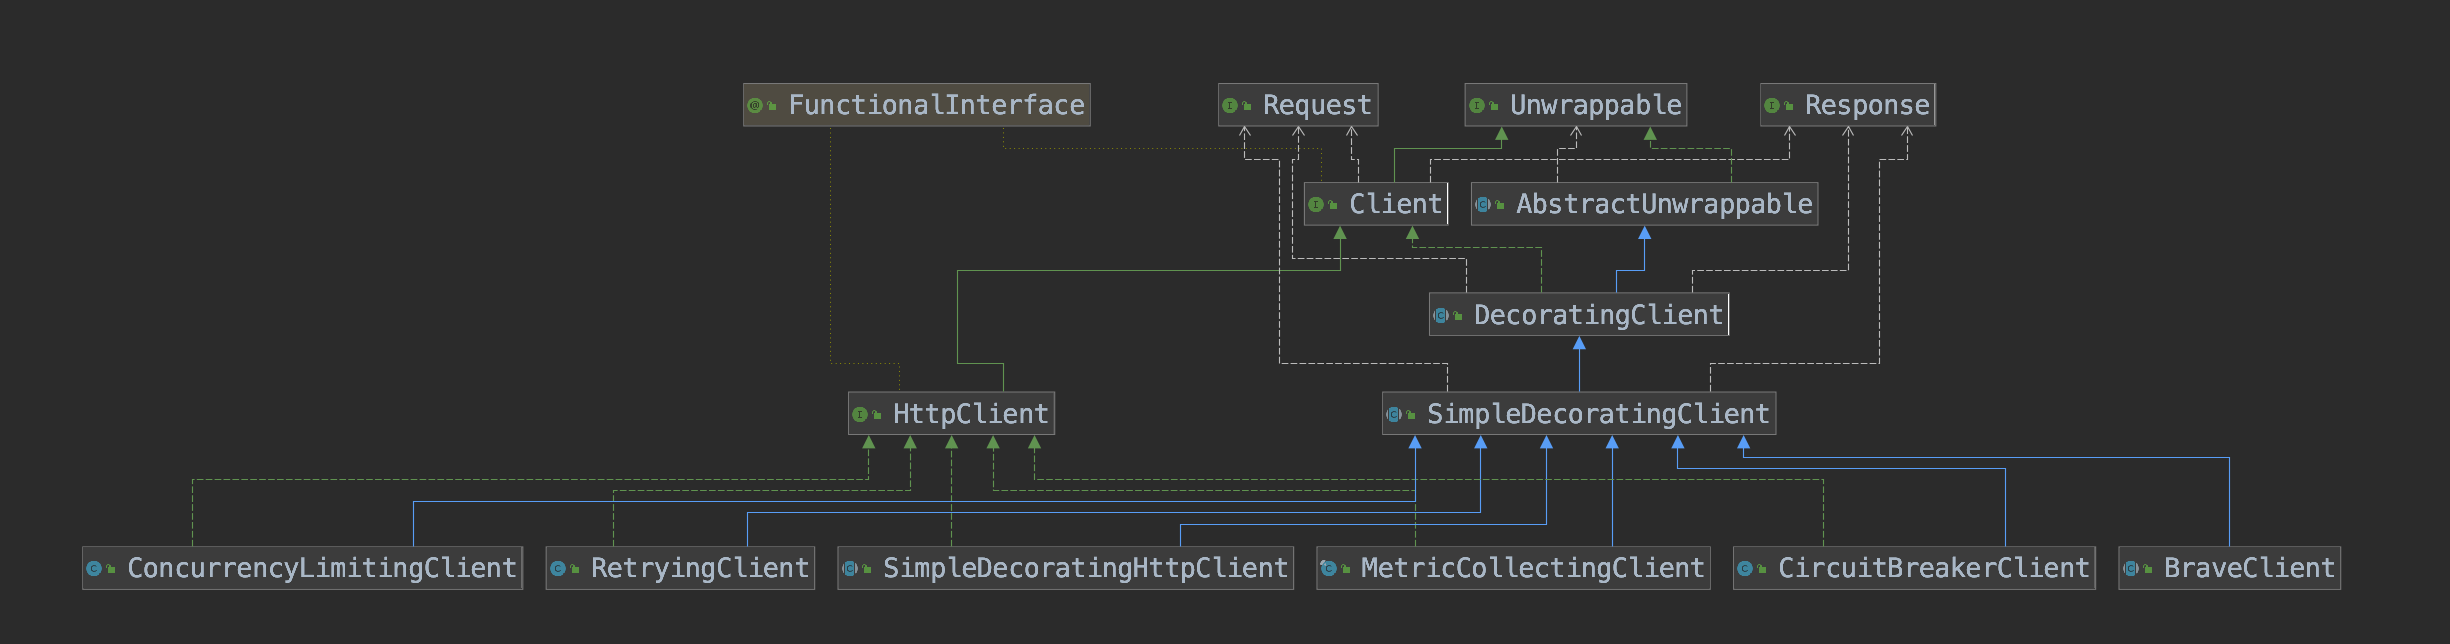 FunctionalInterface
Request
Unwrappable
Response
Client
AbstractUnwrappable
DecoratingClient
HttpClient
SimpleDecoratingClient
ConcurrencyLimitingClient
RetryingClient
SimpleDecoratingHttpClient
MetricCollectingClient
CircuitBreakerClient
BraveClient